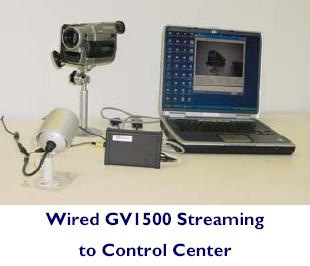 Wired GV1500 Streaming
to Control Center